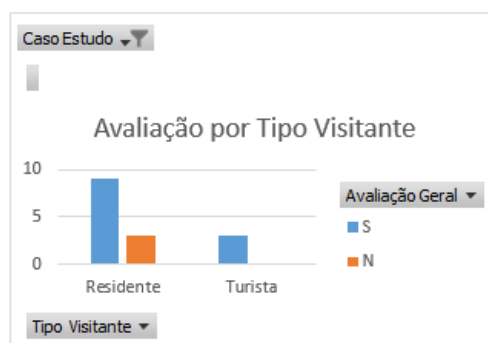 Caso Estudo
Avaliação por Tipo Visitante
10
5
0
Residente
Turista
Avaliação Geral
S
N
Tipo Visitante